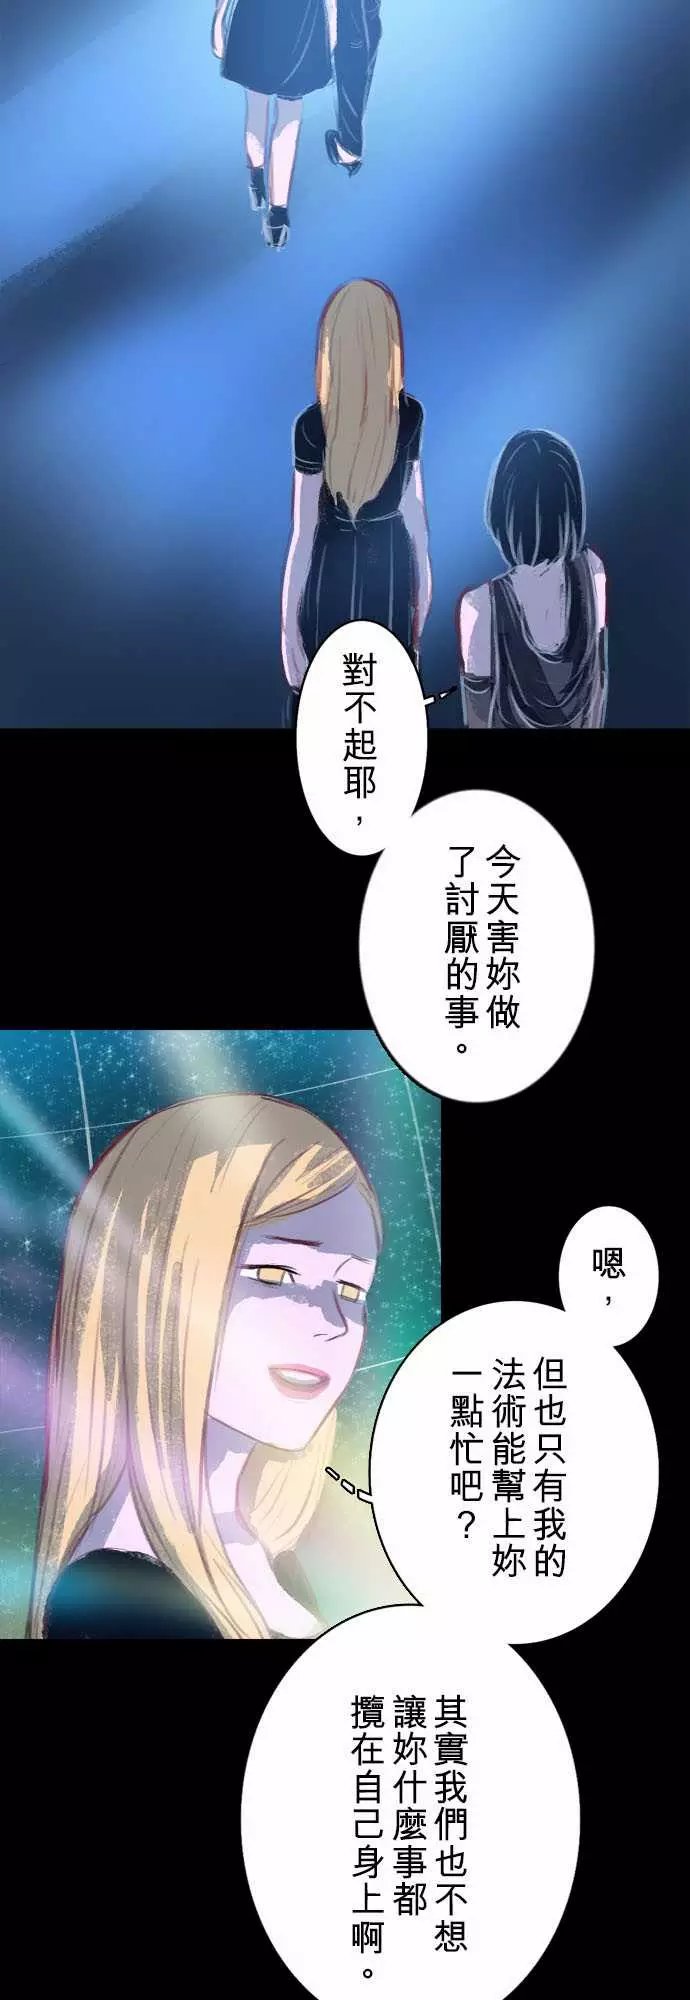 對不起耶，
今天害妳做
了討厭的事。
嗯，
但也只有我的
法術能幫上妳
一點忙吧？
其實我們也不想
讓妳什麼事都
攬在自己身上啊。